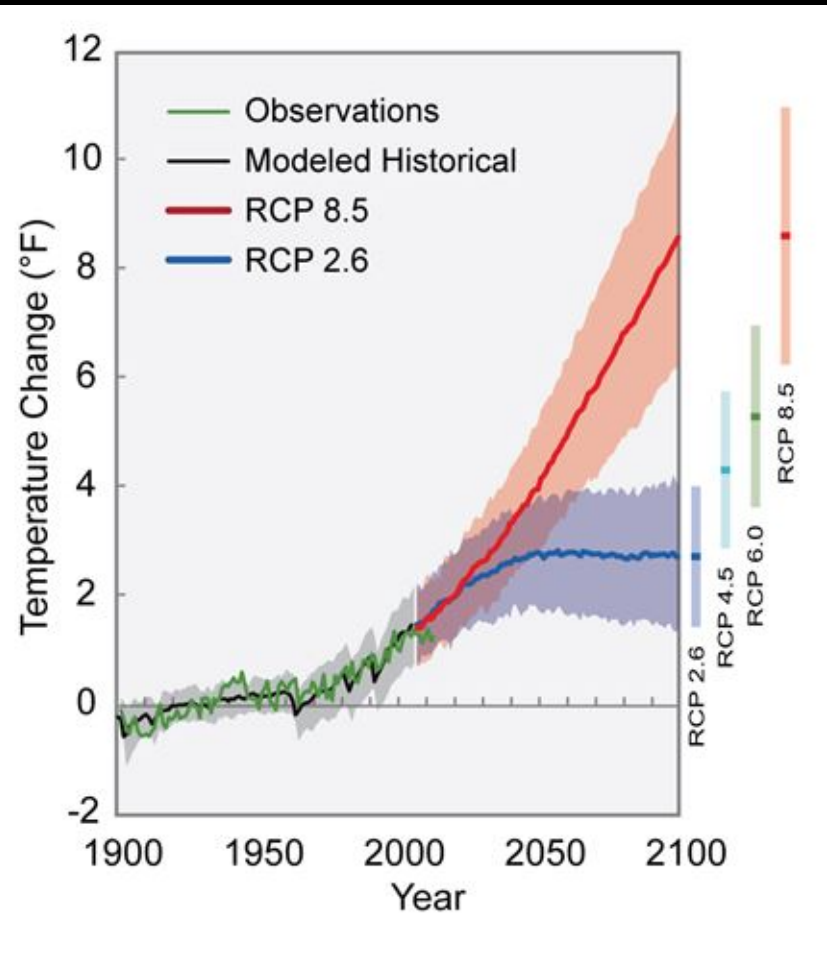 12
10
8
6
4
2
0
-2
Temperature Change (°F)
Observations
Modeled Historical
RCP 8.5
RCP 2.6
1900 1950 2000 2050 2100
Year
RCP 2.6
RCP 4.5
RCP 6.0
RCP 8.5